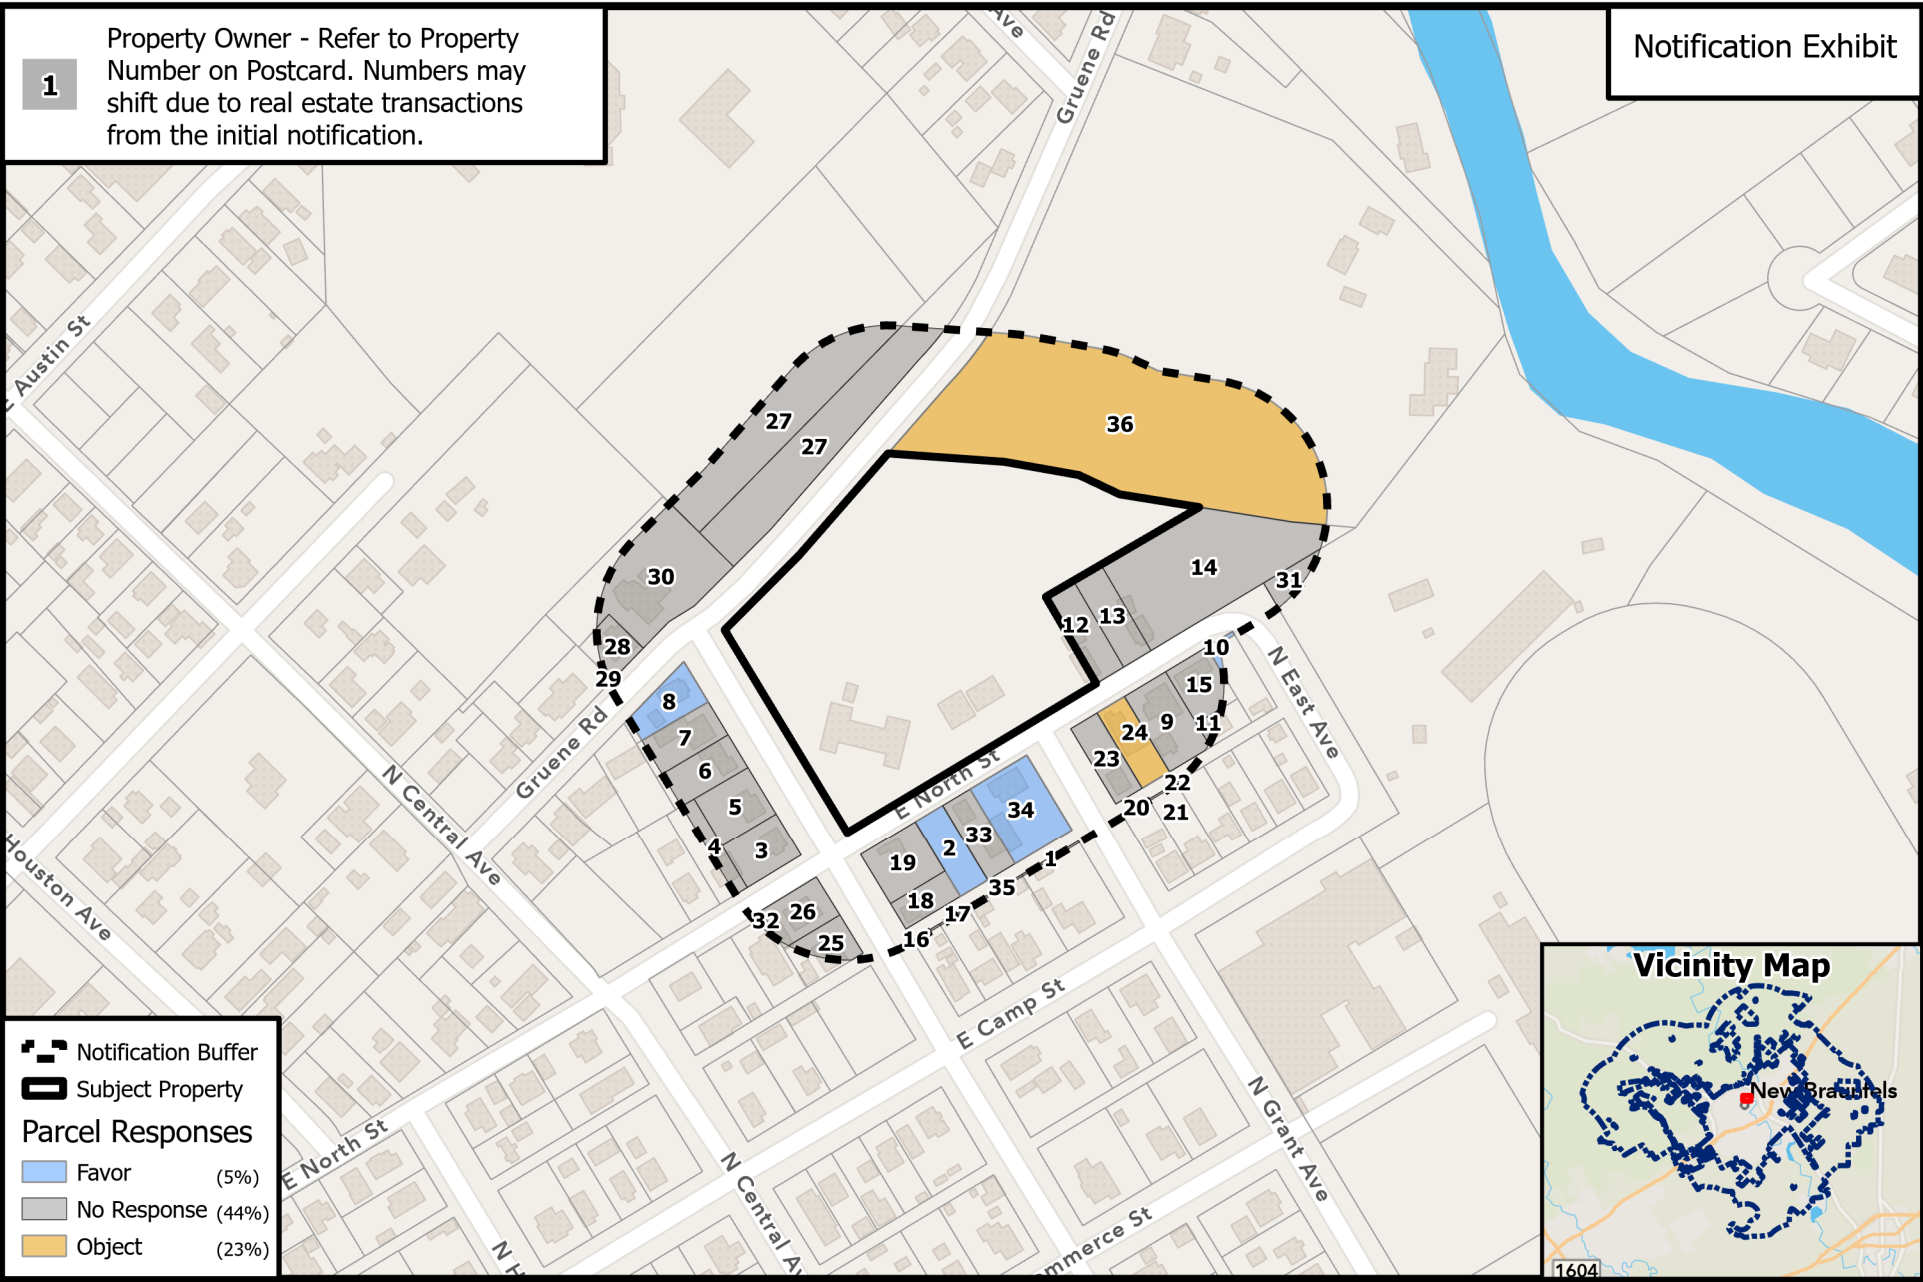 1
Property Owner - Refer to Property
Number on Postcard. Numbers may
shift due to real estate transactions
from the initial notification.
Notification Exhibit
Ave
Gruene Rd
E Austin St
36
27
27
14
30
31
13
12
28
10
29
N East Ave
15
8
Gruene Rd
9
11
24
7
23
6
22
E North St
N Central Ave
5
20
21
34
33
4
3
2
1
19
35
Houston Ave
18
26
17
32
16
25
E Camp St
Vicinity Map
New Braunfels
1604
N Grant Ave
E North St
N Central Av
N H
mmerce St
Notification Buffer
Subject Property
Parcel Responses
Favor (5%)
No Response (44%)
Object (23%)